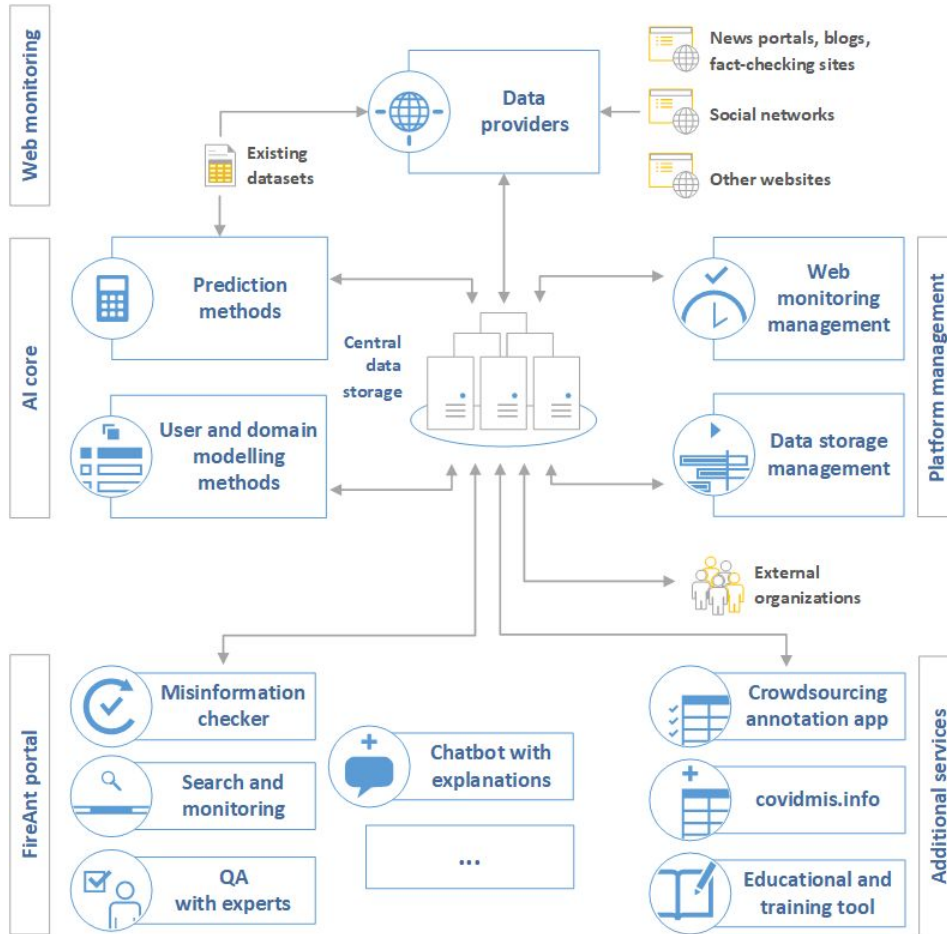 Web monitoring
Data
providers
News portals, blogs,
fact-checking sites
Social networks
Other websites
Existing
datasets
AI core
Prediction
methods
User and domain
modelling
methods
Central
data
storage
Web
monitoring
management
Data storage
management
Platform management
External
organizations
FireAnt portal
Misinformation
checker
Search and
monitoring
QA
with experts
Chatbot with
explanations
...
Crowdsourcing
annotation app
covidmis.info
Educational and
training tool
Additional services